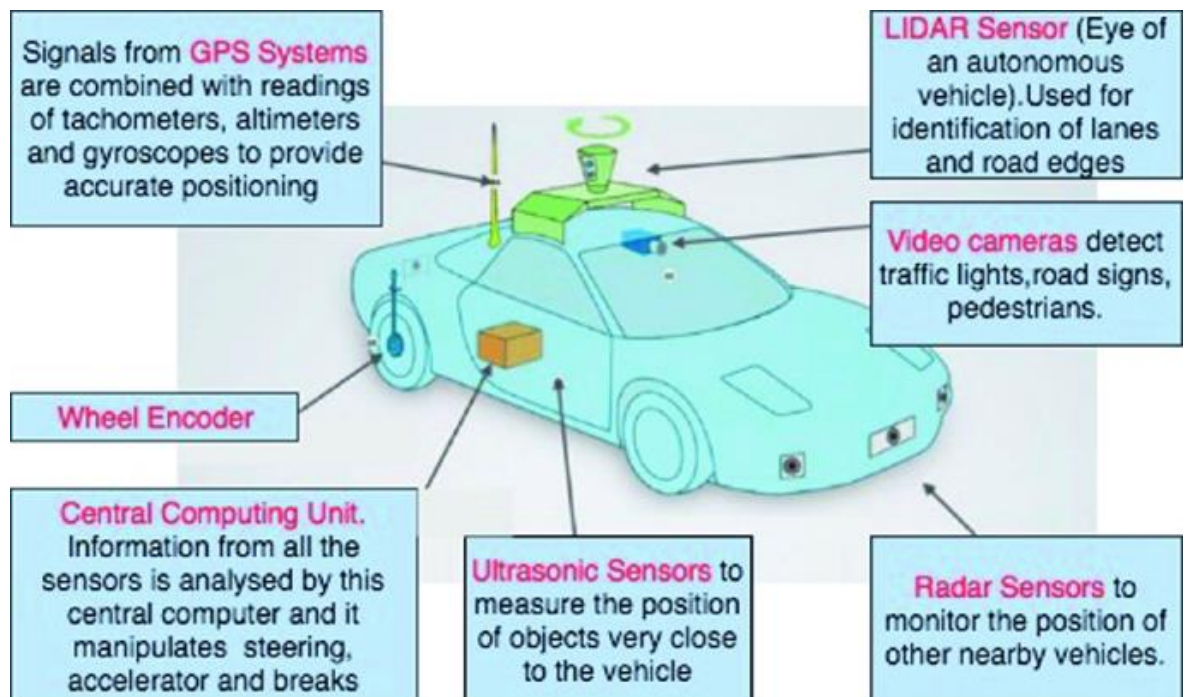 Signals from GPS Systems
are combined with readings
of tachometers, altimeters
and gyroscopes to provide
accurate positioning
LIDAR Sensor (Eye of
an autonomous
vehicle).Used for
identification of lanes
and road edges
Video cameras detect
traffic lights,road signs,
pedestrians.
Wheel Encoder
Central Computing Unit.
Information from all the
sensors is analysed by this
central computer and it
manipulates steering,
accelerator and breaks
Ultrasonic Sensors to
measure the position
of objects very close
to the vehicle
Radar Sensors to
monitor the position of
other nearby vehicles.